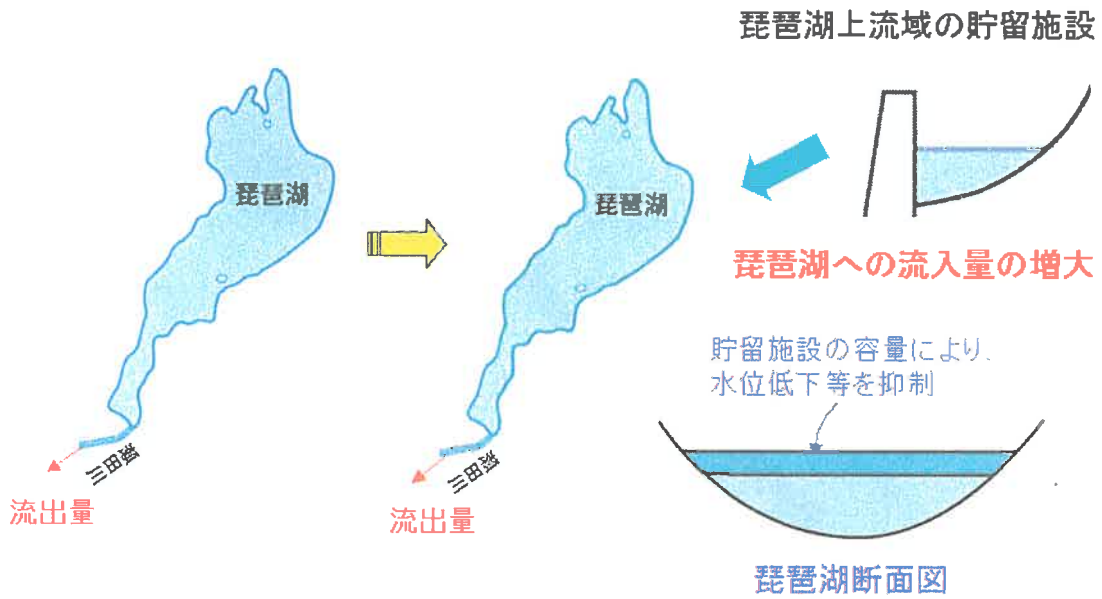 琵琶湖上流域の貯留施設
琵琶湖
琵琶湖
琵琶湖への流入量の増大
貯留施設の容量により、
水位低下等を抑制
瀬田川
瀬田川
流出量
流出量
琵琶湖断面図